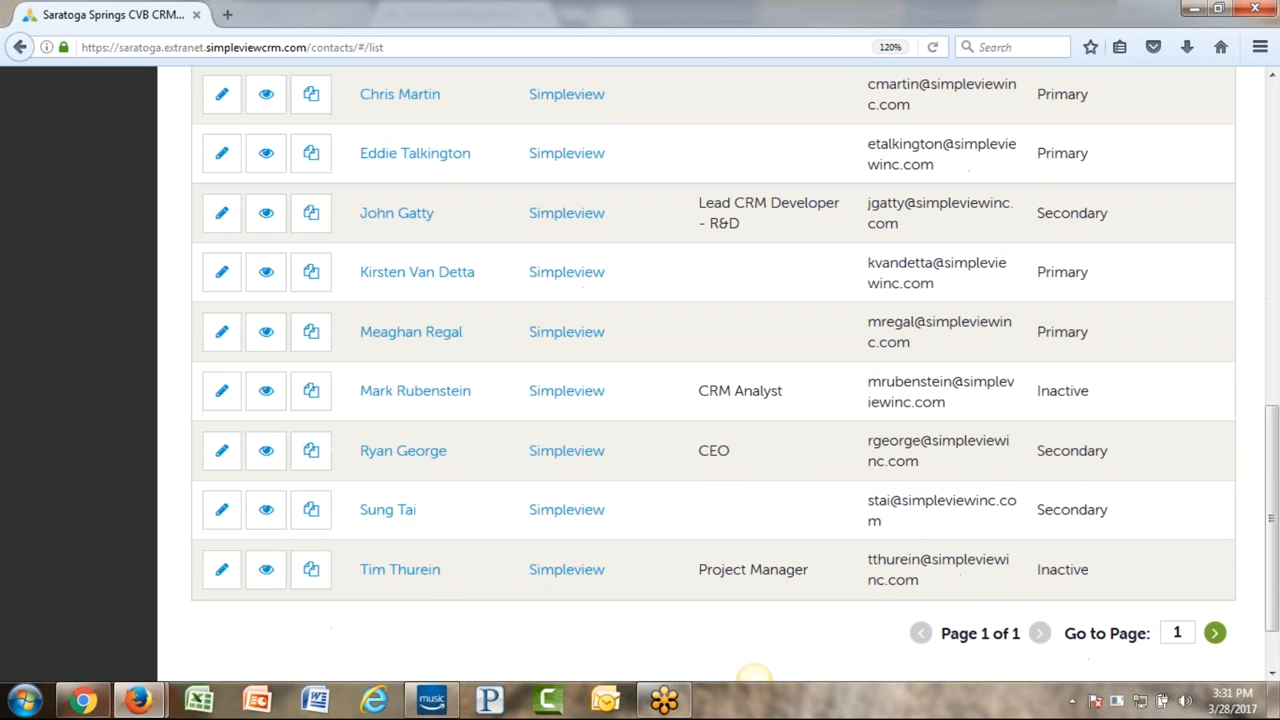 Saratoga Springs CVB CRM...
https://saratoga.extranet.simpleviewcrm.com/contacts/#/list
120%
Search
Chris Martin Simpleview cmartin@simpleviewin
c.com Primary
Eddie Talkington Simpleview etalkington@simplevie
winc.com Primary
John Gatty Simpleview Lead CRM Developer
- R&D jgatty@simpleviewinc.
com Secondary
Kirsten Van Detta Simpleview kvandetta@simplevie
winc.com Primary
Meaghan Regal Simpleview mregal@simpleviewin
c.com Primary
Mark Rubenstein Simpleview CRM Analyst mrubenstein@simplev
iewinc.com Inactive
Ryan George Simpleview CEO rgeorge@simpleviewi
nc.com Secondary
Sung Tai Simpleview stai@simpleviewinc.co
m Secondary
Tim Thurein Simpleview Project Manager tthurein@simpleviewi
nc.com Inactive
Page 1 of 1 Go to Page: 1
music
3:31 PM
3/28/2017